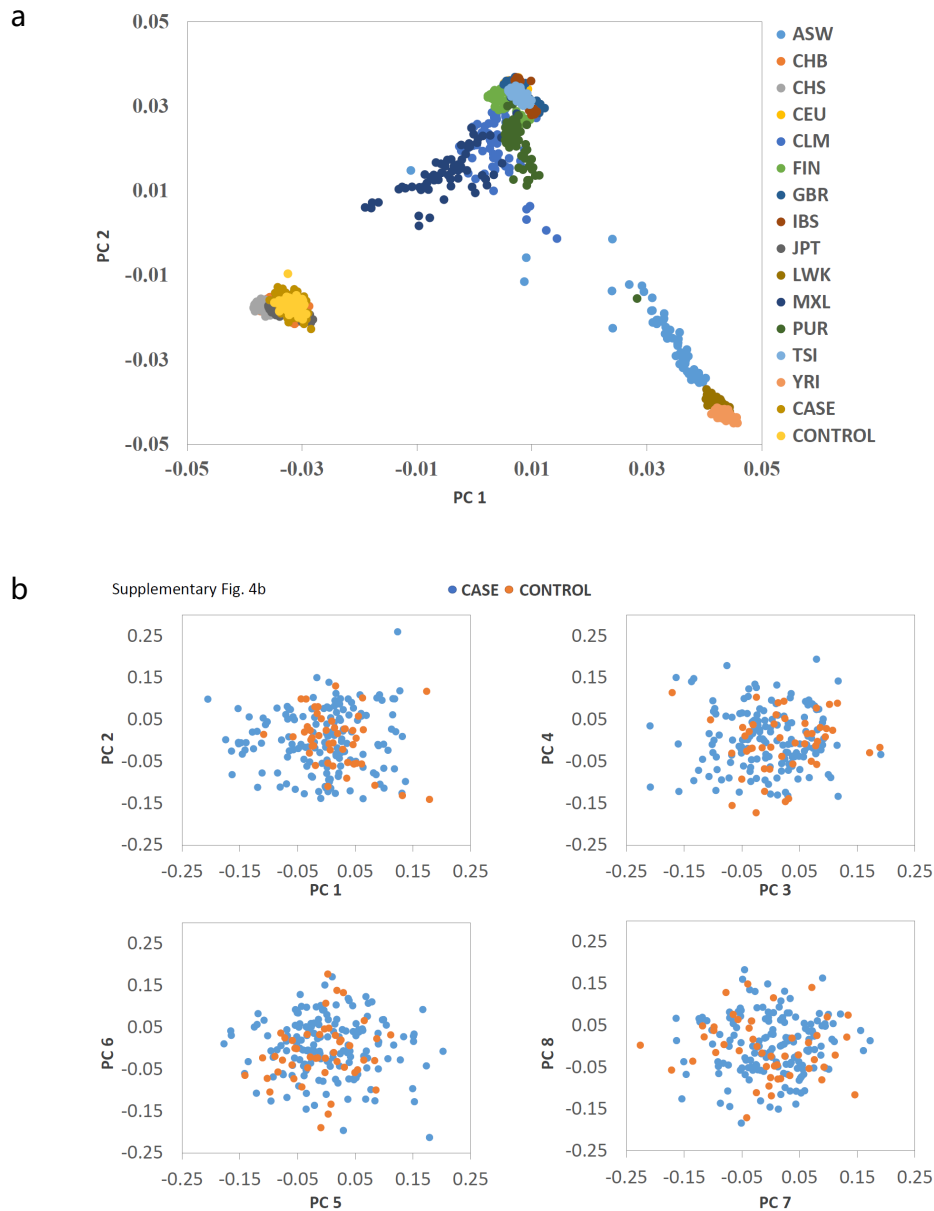 a
0.05
0.03
0.01
-0.01
-0.03
-0.05
PC 2
-0.05
-0.03
-0.01
0.01
0.03
0.05
PC 1
ASW
CHB
CHS
CEU
CLM
FIN
GBR
IBS
JPT
LWK
MXL
PUR
TSI
YRI
CASE
CONTROL
b
Supplementary Fig. 4b
CASE CONTROL
0.25
0.15
0.05
-0.05
-0.15
-0.25
PC 2
-0.25 -0.15 -0.05 0.05 0.15 0.25
PC 1
0.25
0.15
0.05
-0.05
-0.15
-0.25
PC 4
-0.25 -0.15 -0.05 0.05 0.15 0.25
PC 3
0.25
0.15
0.05
-0.05
-0.15
-0.25
PC 6
-0.25 -0.15 -0.05 0.05 0.15 0.25
PC 5
0.25
0.15
0.05
-0.05
-0.15
-0.25
PC 8
-0.25 -0.15 -0.05 0.05 0.15 0.25
PC 7